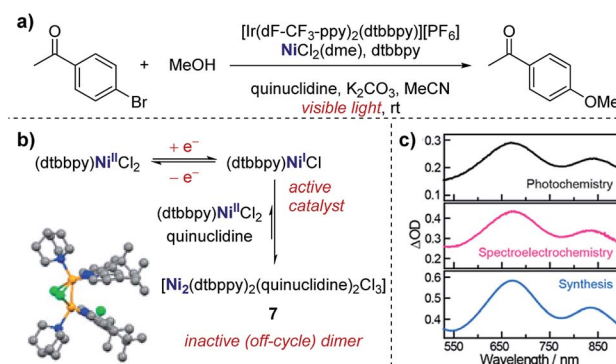 a)
[Ir(dF-CF₃-ppy)₂(dtbbpy)][PF₆]
NiCl₂(dme), dtbbpy
O
Br
+
MeOH
quinuclidine, K₂CO₃, MeCN
visible light, rt
O
OMe
b)
(dtbbpy)NiᴵᴵCl₂
+ e⁻
– e⁻
(dtbbpy)NiᴵCl
active
catalyst
(dtbbpy)NiᴵᴵCl₂
quinuclidine
[Ni₂(dtbppy)₂(quinuclidine)₂Cl₃]
7
inactive (off-cycle) dimer
c)
0.3
0.2
0.1
Photochemistry
ΔOD
0.4
0.3
0.2
Spectroelectrochemistry
0.6
0.5
0.4
Synthesis
550 650 750 850
Wavelength / nm